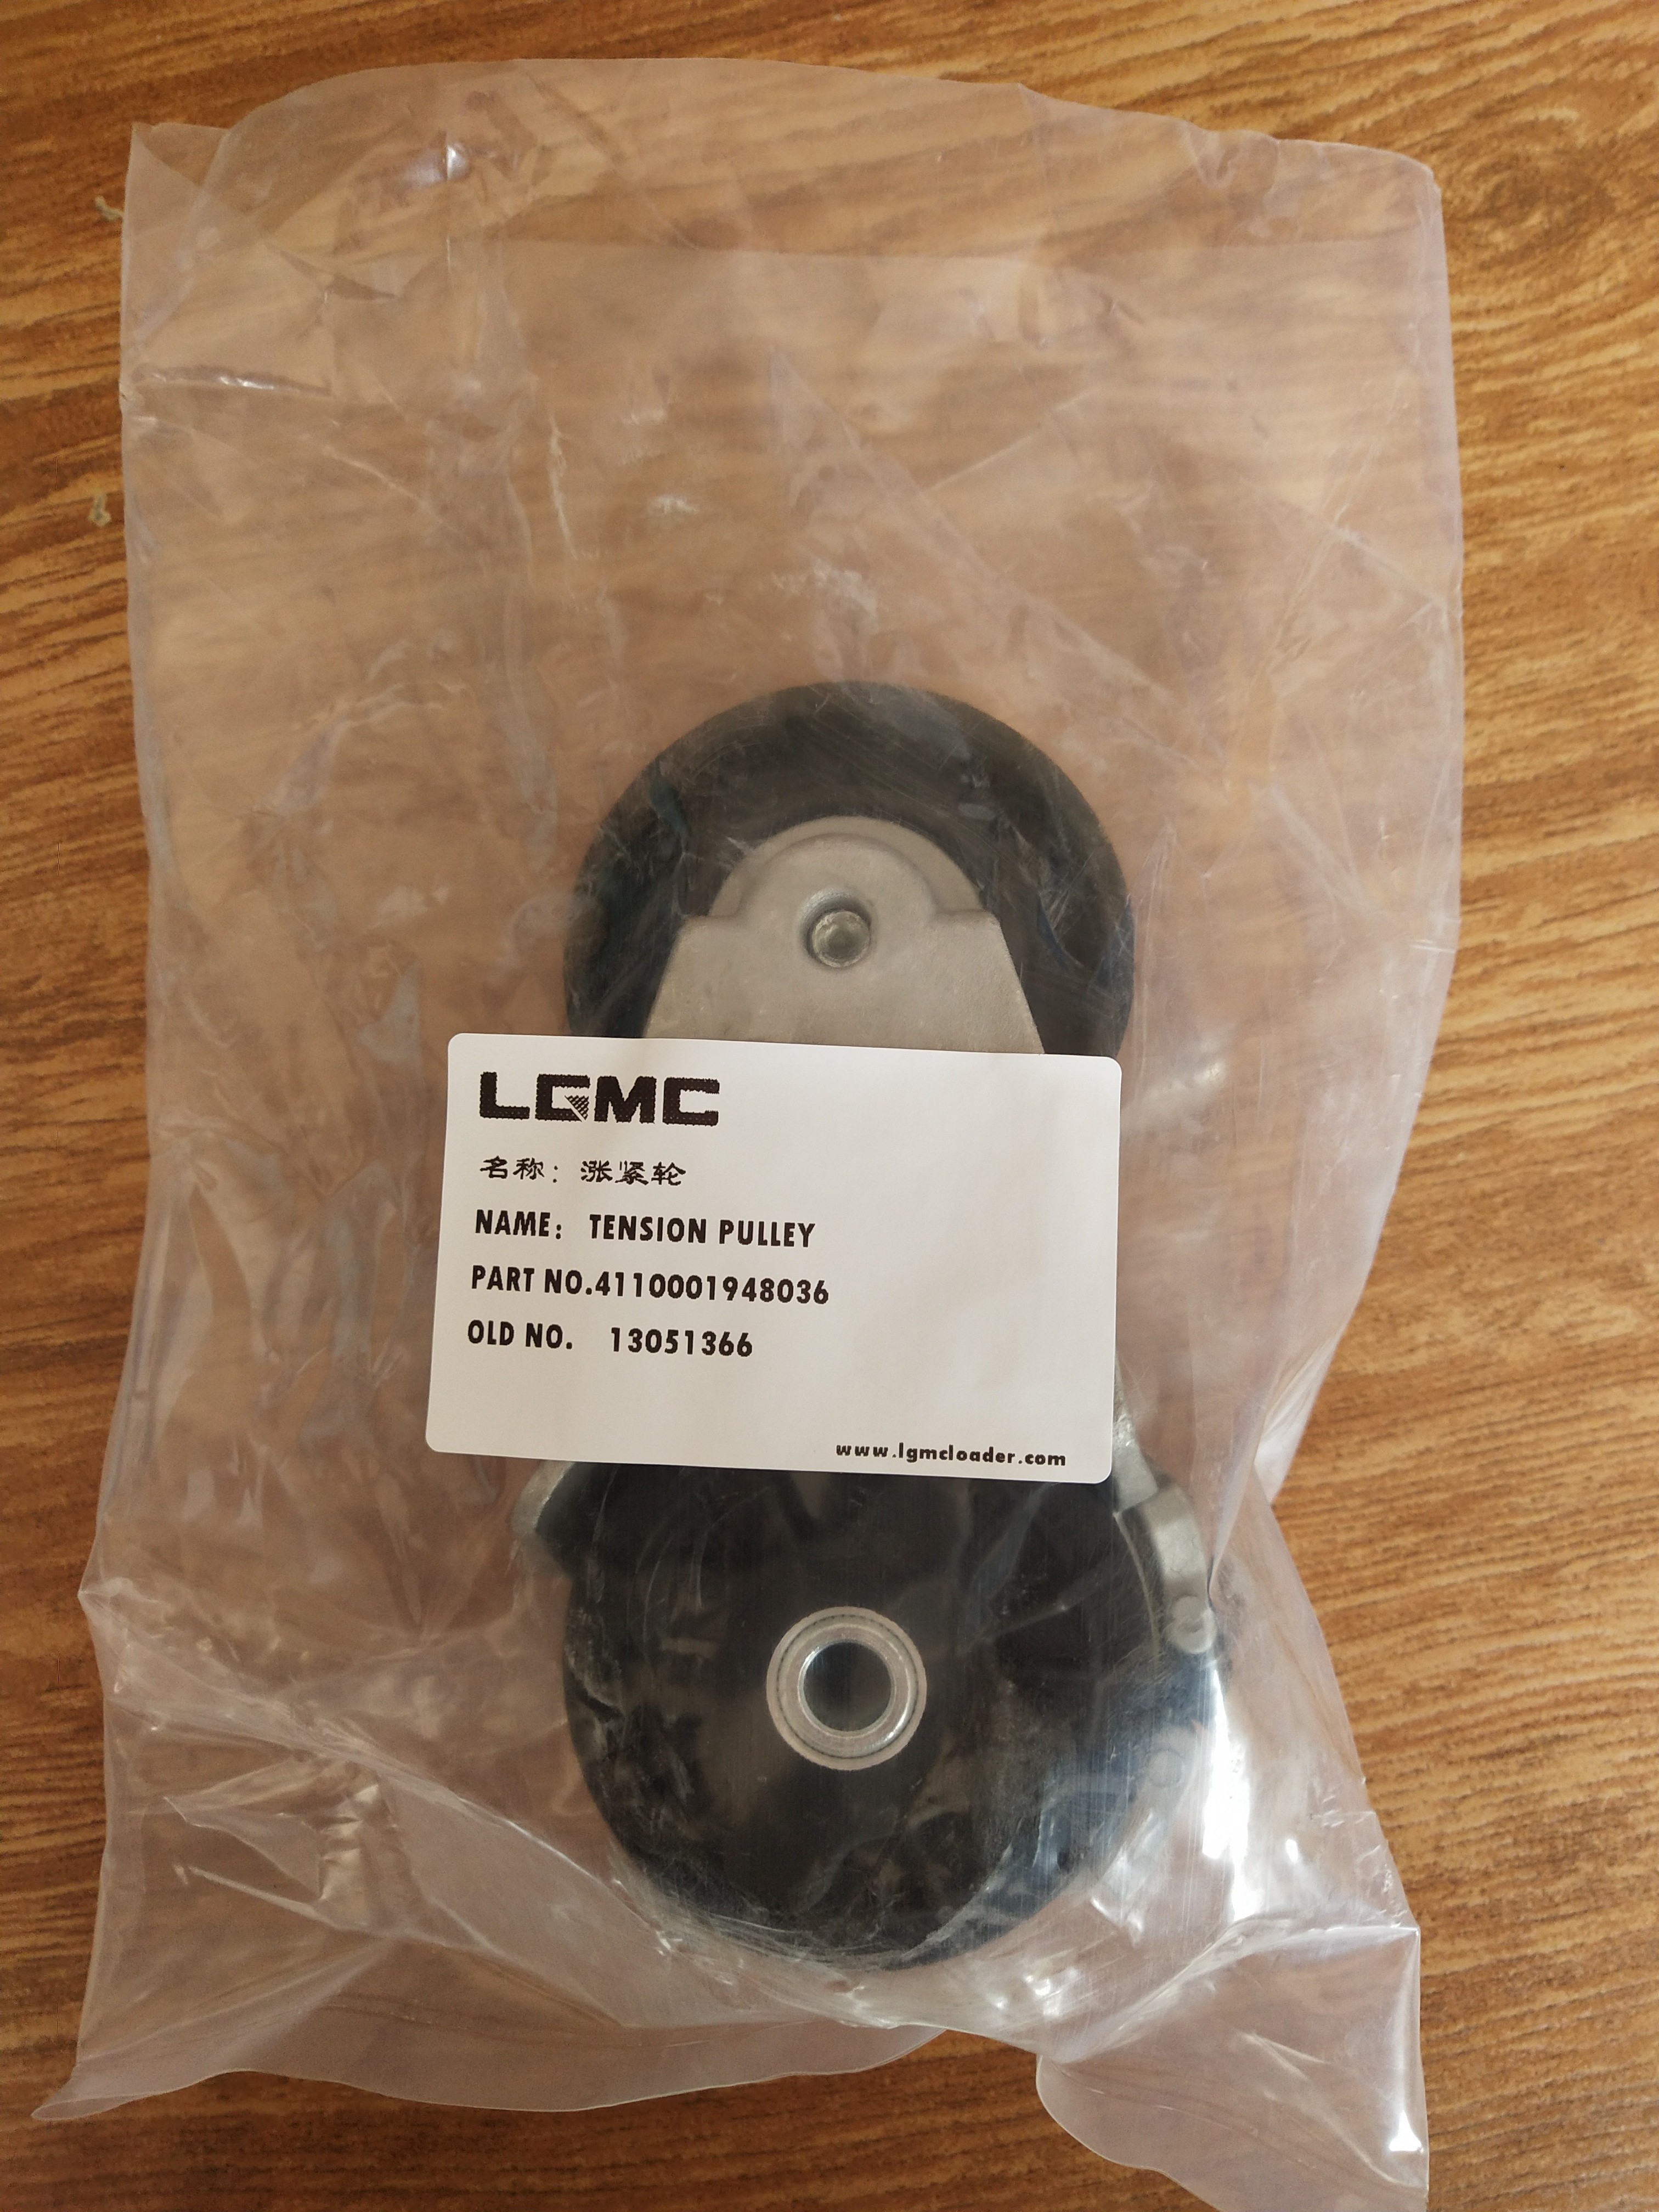 LGMC
名称：涨紧轮
NAME: TENSION PULLEY
PART NO.4110001948036
OLD NO. 13051366
www.lgmcloader.com